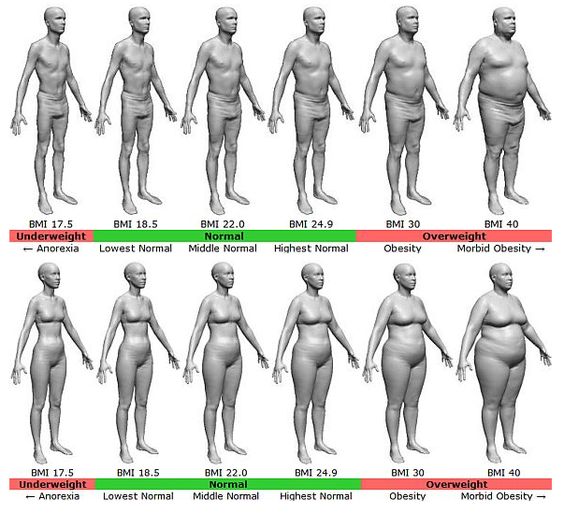 BMI 17.5 BMI 18.5 BMI 22.0 BMI 24.9 BMI 30 BMI 40
Underweight Normal Overweight
← Anorexia Lowest Normal Middle Normal Highest Normal Obesity Morbid Obesity →
BMI 17.5 BMI 18.5 BMI 22.0 BMI 24.9 BMI 30 BMI 40
Underweight Normal Overweight
← Anorexia Lowest Normal Middle Normal Highest Normal Obesity Morbid Obesity →